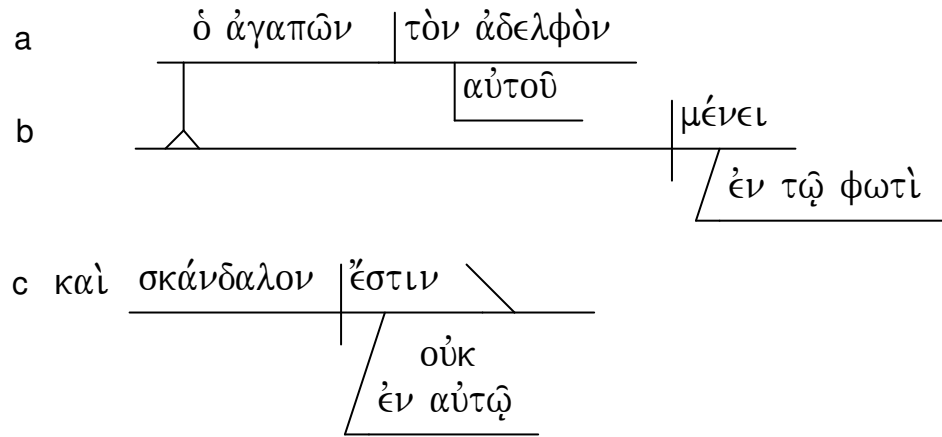 a ὁ ἀγαπῶν τὸν ἀδελφὸν
αὐτοῦ
b μένει
ἐν τῷ φωτὶ
c καὶ σκάνδαλον ἔστιν
οὐκ
ἐν αὐτῷ